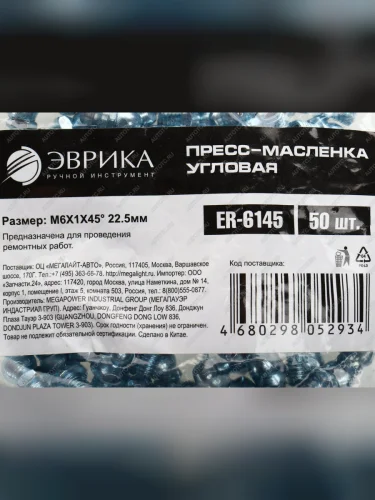 ЭВРИКА
РУЧНОЙ ИНСТРУМЕНТ
ПРЕСС-МАСЛЕНКА
УГЛОВАЯ
Размер: М6Х1Х45° 22.5мм
ER-6145
50 шт.
Предназначена для проведения
ремонтных работ.
Код поставщика:
Поставщик: ОЦ «МЕГАЛАЙТ-АВТО», Россия, 117405, Москва, Варшавское
шоссе, 170Г. Тел.:+7 (495) 363-68-78, http://megalight.ru. Импортер: ООО
«Запчасти.24», адрес: 117420, город Москва, улица Наметкина, дом № 14,
корпус 1, помещение I, этаж 5, комната 503, Россия, тел.: 8(800)555-0877.
Производитель: MEGAPOWER INDUSTRIAL GROUP (МЕГАПАУЭР
ИНДАСТРИАЛ ГРУП). Адрес: Гуанчжоу, Донфенг Донг Лоу 836, Донджун
Плаза Тауэр 3-903 (GUANGZHOU, DONGFENG DONG LOW 836,
DONDJUN PLAZA TOWER 3-903). Срок годности (хранения) не ограничен.
Товар не подлежит обязательной сертификации. Сделано в Китае.
4 680298 052934